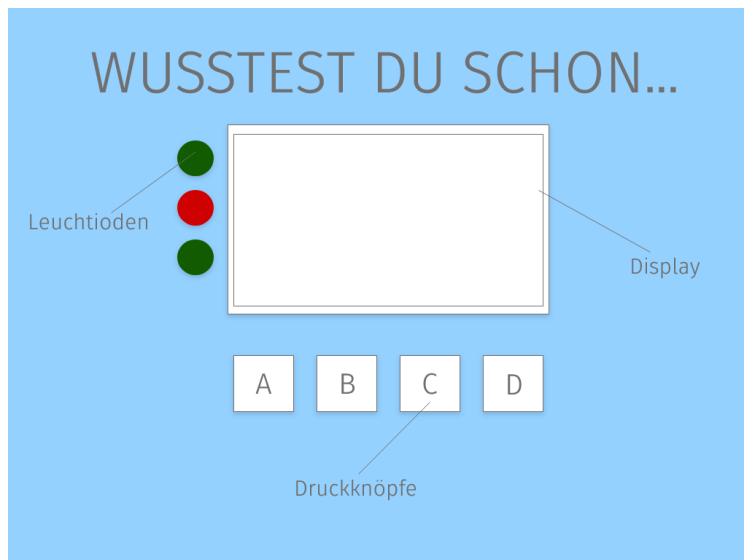 WUSSTEST DU SCHON...
Leuchtioden
Display
A B C D
Druckknöpfe